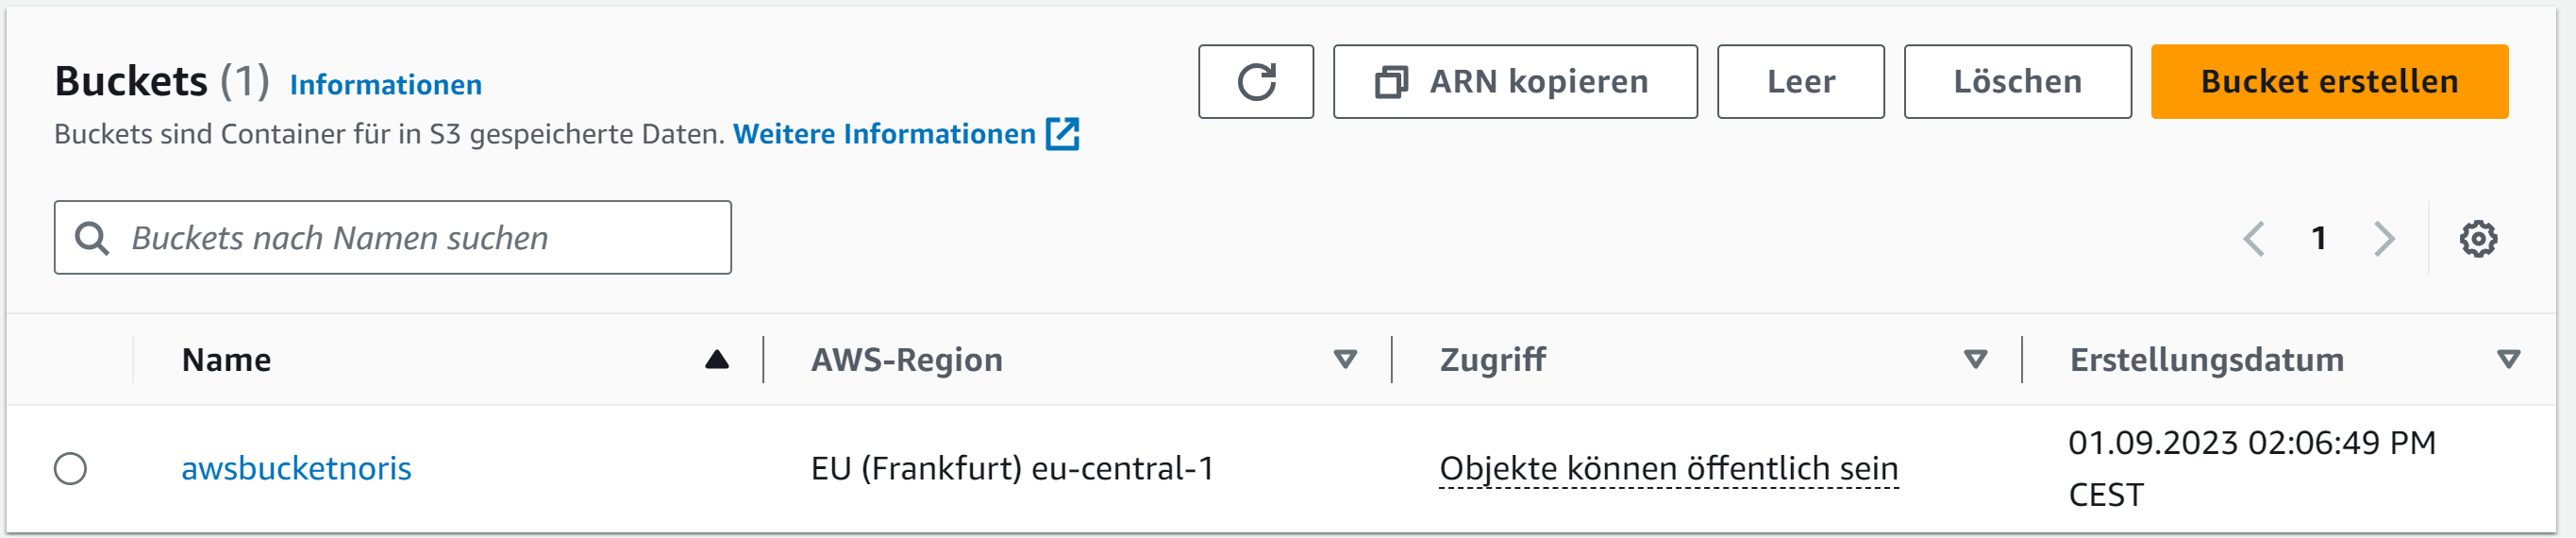 Buckets (1) Informationen
Buckets sind Container für in S3 gespeicherte Daten. Weitere Informationen
ARN kopieren
Leer
Löschen
Bucket erstellen
Buckets nach Namen suchen
1
Name AWS-Region Zugriff Erstellungsdatum
awsbucketnoris EU (Frankfurt) eu-central-1 Objekte können öffentlich sein 01.09.2023 02:06:49 PM
CEST